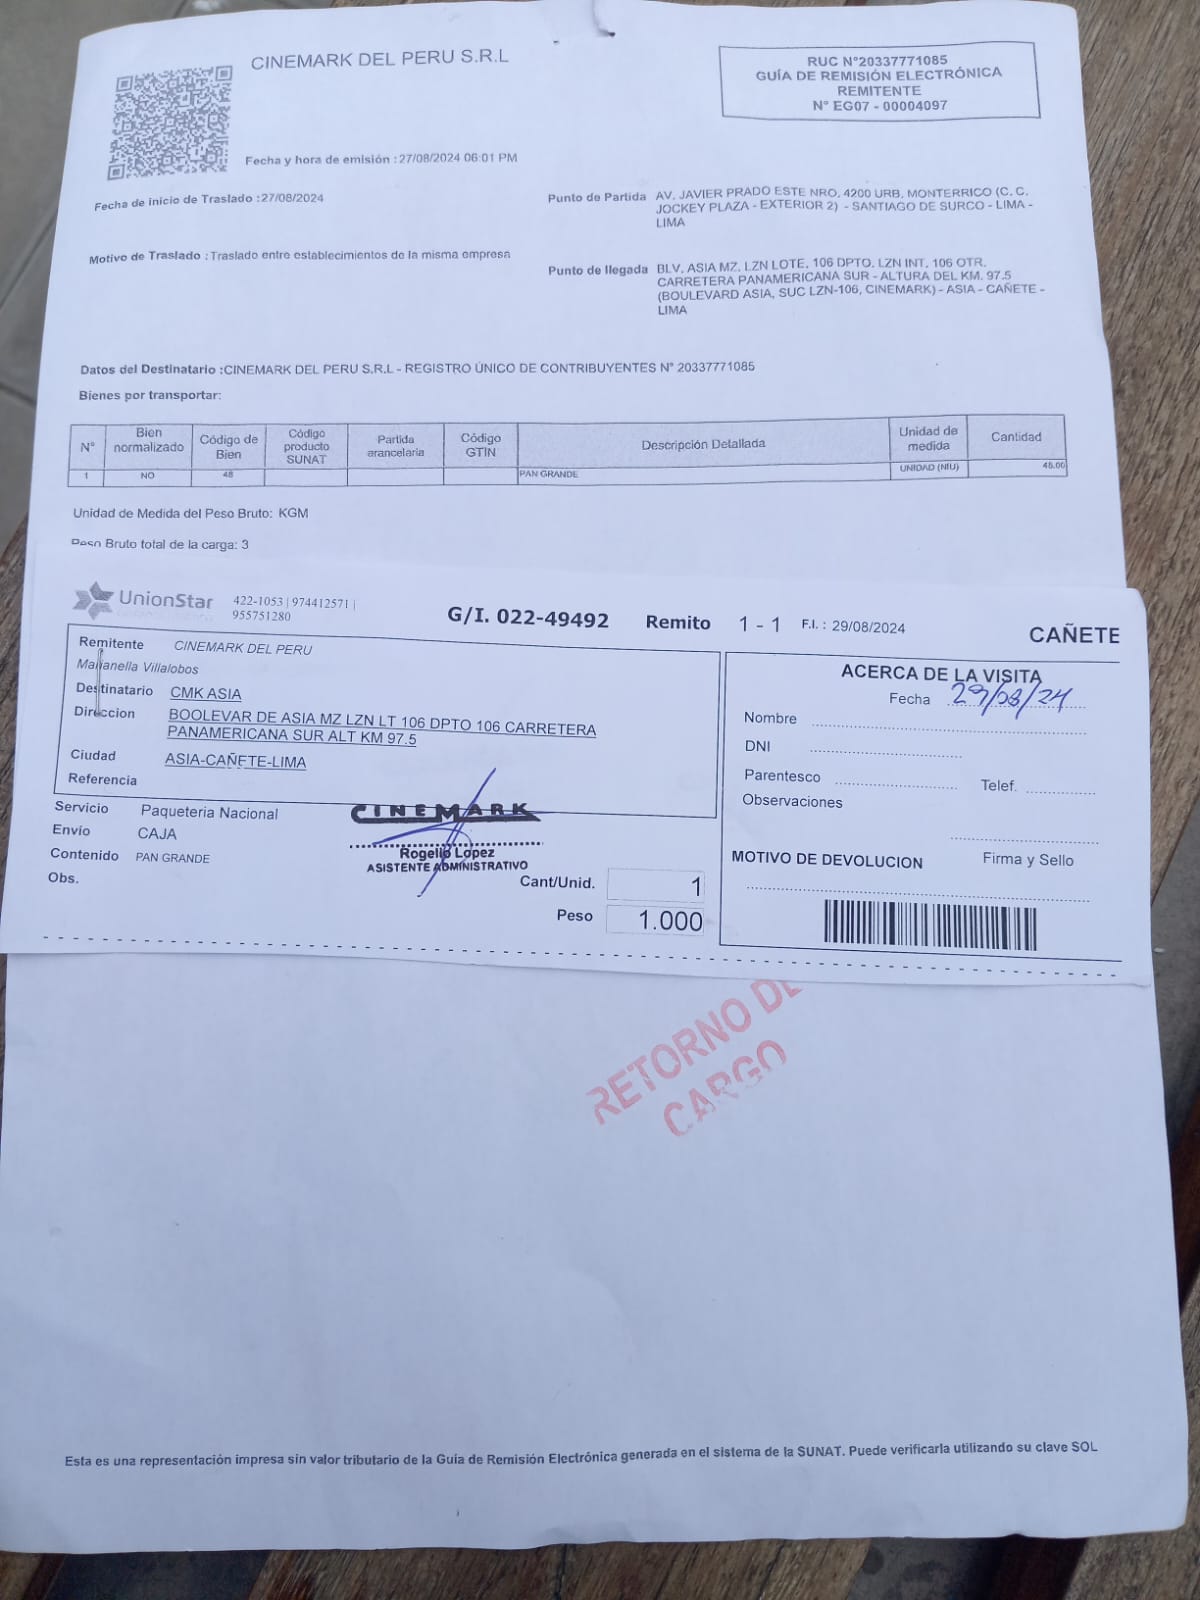 CINEMARK DEL PERU S.R.L
RUC N°20337771085
GUÍA DE REMISIÓN ELECTRÓNICA
REMITENTE
N° EG07 - 00004097
Fecha y hora de emisión : 27/08/2024 06:01 PM
Fecha de inicio de Traslado : 27/08/2024
Punto de Partida AV. JAVIER PRADO ESTE NRO. 4200 URB. MONTERRICO (C. C.
JOCKEY PLAZA - EXTERIOR 2) - SANTIAGO DE SURCO - LIMA -
LIMA
Motivo de Traslado : Traslado entre establecimientos de la misma empresa
Punto de llegada BLV. ASIA MZ. LZN LOTE. 106 DPTO. LZN INT. 106 OTR.
CARRETERA PANAMERICANA SUR - ALTURA DEL KM. 97.5
(BOULEVARD ASIA, SUC LZN-106, CINEMARK) - ASIA - CAÑETE -
LIMA
Datos del Destinatario : CINEMARK DEL PERU S.R.L - REGISTRO ÚNICO DE CONTRIBUYENTES N° 20337771085
Bienes por transportar:
N° Bien normalizado Código de Bien Código producto SUNAT Partida arancelaria Código GTIN Descripción Detallada Unidad de medida Cantidad
1 NO 48 PAN GRANDE UNIDAD (NIU) 48.00
Unidad de Medida del Peso Bruto: KGM
Peso Bruto total de la carga: 3
UnionStar 422-1053 | 974412571 |
955751280
G/I. 022-49492 Remito 1 - 1 F.I. : 29/08/2024 CAÑETE
Remitente CINEMARK DEL PERU
Marianella Villalobos
Destinatario CMK ASIA
Direccion BOOLEVAR DE ASIA MZ LZN LT 106 DPTO 106 CARRETERA
PANAMERICANA SUR ALT KM 97.5
Ciudad ASIA-CAÑETE-LIMA
Referencia
Servicio Paqueteria Nacional
Envío CAJA
Contenido PAN GRANDE
Obs.
CINEMARK
Rogelio Lopez
ASISTENTE ADMINISTRATIVO
Cant/Unid. 1
Peso 1.000
ACERCA DE LA VISITA
Fecha 29/08/24
Nombre
DNI
Parentesco Telef.
Observaciones
MOTIVO DE DEVOLUCION Firma y Sello
RETORNO DE
CARGO
Esta es una representación impresa sin valor tributario de la Guía de Remisión Electrónica generada en el sistema de la SUNAT. Puede verificarla utilizando su clave SOL